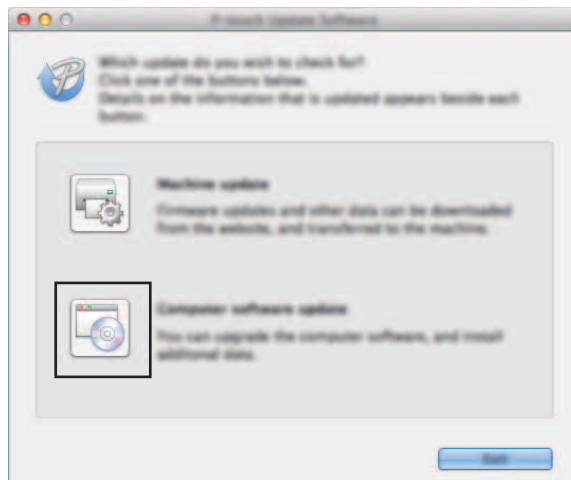 P-touch Update Software
Which update do you wish to check for?
Click one of the buttons below.
Details on the information that is updated appears beside each
button.
Machine update
Firmware updates and other data can be downloaded
from the website, and transferred to the machine.
Computer software update
You can upgrade the computer software, and install
additional data.